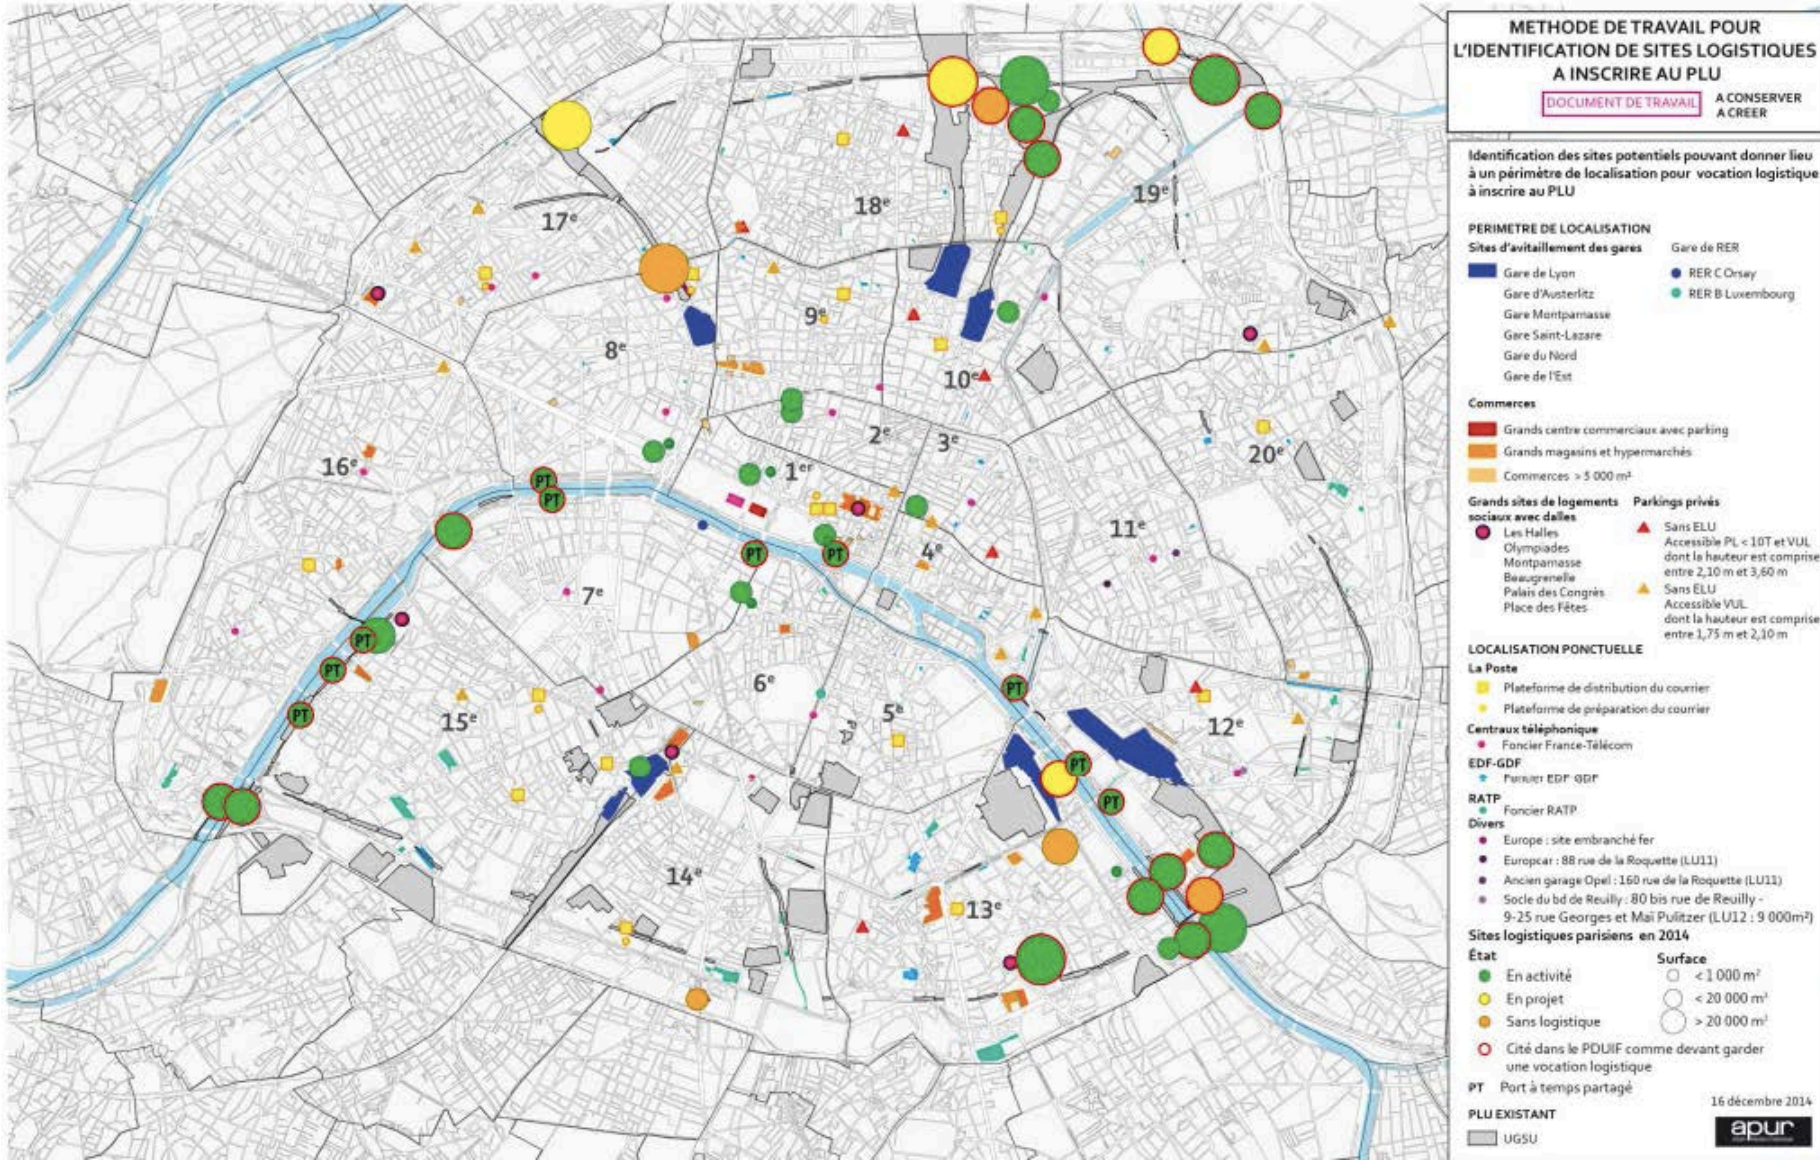 METHODE DE TRAVAIL POUR
L'IDENTIFICATION DE SITES LOGISTIQUES
A INSCRIRE AU PLU
DOCUMENT DE TRAVAIL
A CONSERVER
A CREER
Identification des sites potentiels pouvant donner lieu
à un périmètre de localisation pour vocation logistique
à inscrire au PLU
PERIMETRE DE LOCALISATION
Sites d'avitaillement des gares
Gare de Lyon
Gare d'Austerlitz
Gare Montparnasse
Gare Saint-Lazare
Gare du Nord
Gare de l'Est
Gare de RER
RER C Orsay
RER B Luxembourg
Commerces
Grands centre commerciaux avec parking
Grands magasins et hypermarchés
Commerces > 5 000 m²
Grands sites de logements
sociaux avec dalles
Les Halles
Olympiades
Montparnasse
Beaugrenelle
Palais des Congrès
Place des Fêtes
Parkings privés
Sans ELU
Accessible PL < 10T et VUL
dont la hauteur est comprise
entre 2,10 m et 3,60 m
Sans ELU
Accessible VUL
dont la hauteur est comprise
entre 1,75 m et 2,10 m
LOCALISATION PONCTUELLE
La Poste
Plateforme de distribution du courrier
Plateforme de préparation du courrier
Centraux téléphonique
Foncier France-Télécom
EDF-GDF
Foncier EDF-GDF
RATP
Foncier RATP
Divers
Europe : site embranché fer
Europcar : 88 rue de la Roquette (LU11)
Ancien garage Opel : 160 rue de la Roquette (LU11)
Socle du bd de Reuilly : 80 bis rue de Reuilly -
9-25 rue Georges et Maï Pulitzer (LU12 : 9 000m²)
Sites logistiques parisiens en 2014
État
En activité
En projet
Sans logistique
Surface
< 1 000 m²
< 20 000 m²
> 20 000 m²
Cité dans le PDUIF comme devant garder
une vocation logistique
PT Port à temps partagé
PLU EXISTANT
UGSU
16 décembre 2014
apur
17e
18e
19e
8e
9e
10e
16e
1er
2e
3e
20e
11e
4e
7e
6e
5e
15e
12e
14e
13e
PT
PT
PT
PT
PT
PT
PT
PT
PT
PT